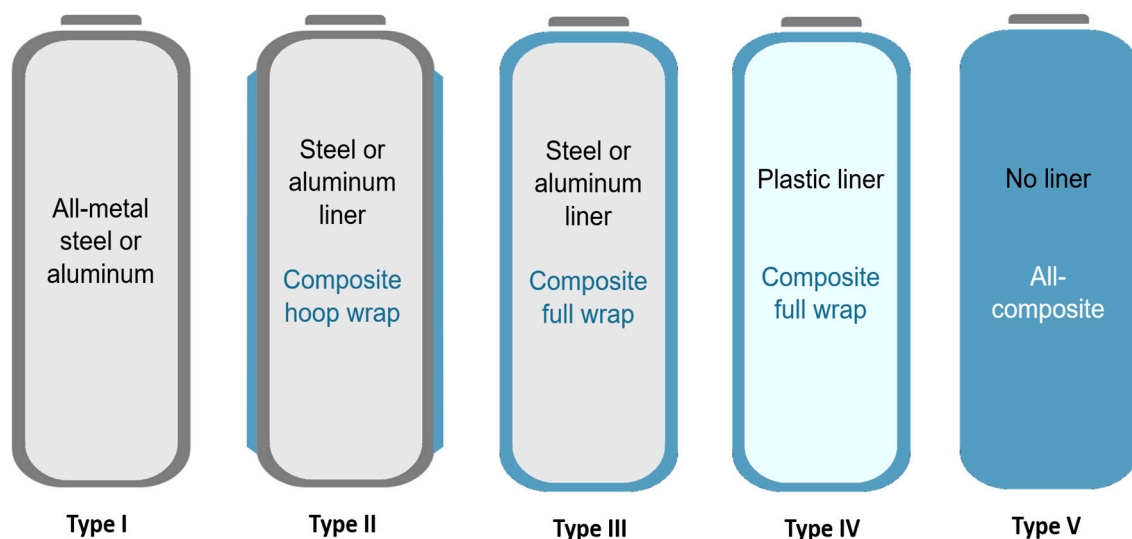 All-metal
steel or
aluminum
Steel or
aluminum
liner
Composite
hoop wrap
Steel or
aluminum
liner
Composite
full wrap
Plastic liner
Composite
full wrap
No liner
All-
composite
Type I
Type II
Type III
Type IV
Type V